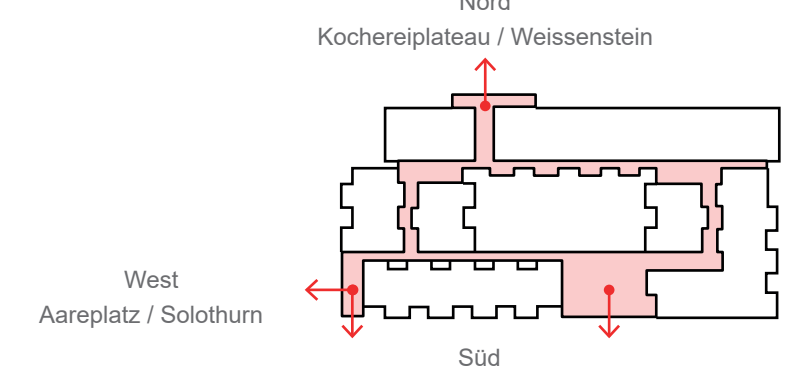 Nord
Kochereiplateau / Weissenstein
West
Aareplatz / Solothurn
Süd